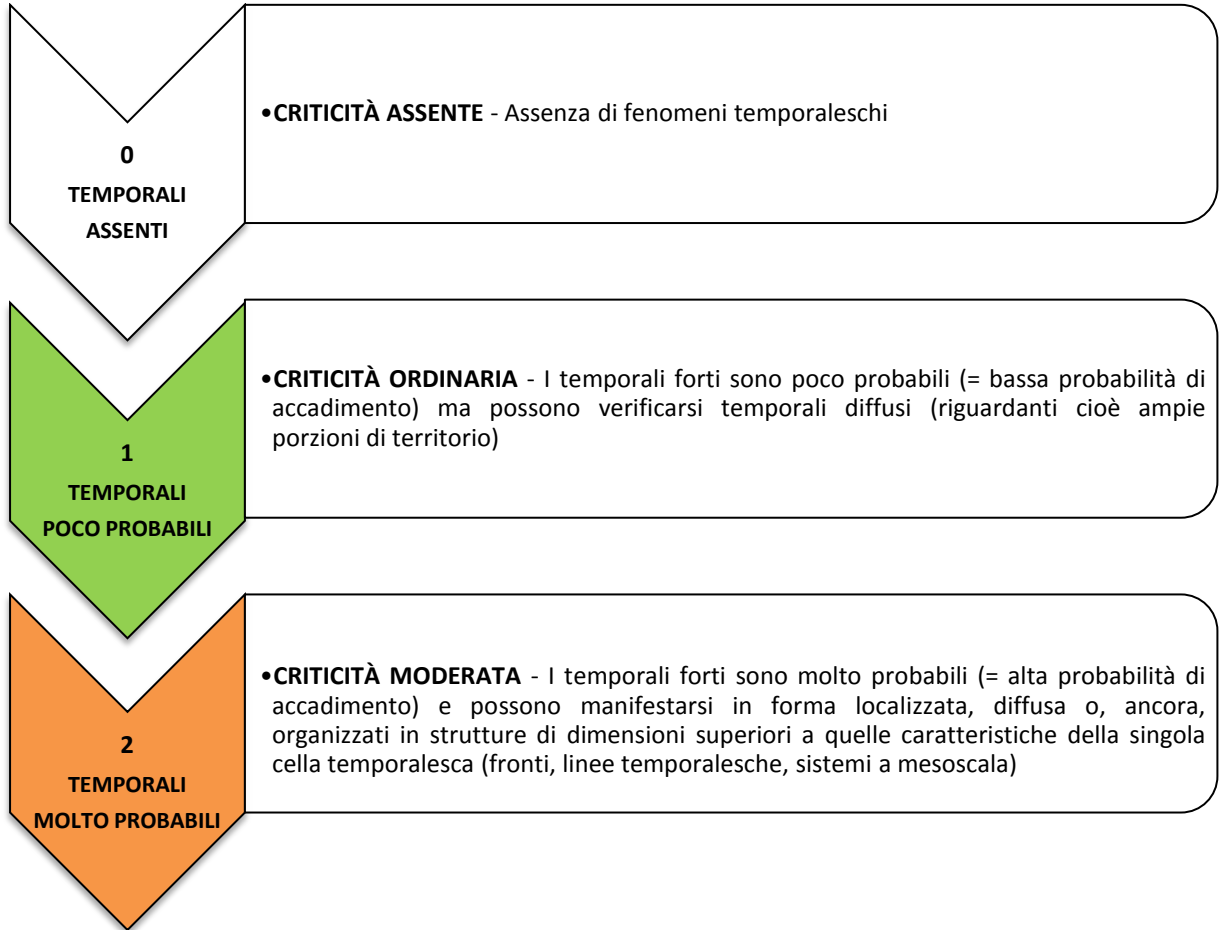 0
TEMPORALI
ASSENTI
•CRITICITÀ ASSENTE - Assenza di fenomeni temporaleschi
1
TEMPORALI
POCO PROBABILI
•CRITICITÀ ORDINARIA - I temporali forti sono poco probabili (= bassa probabilità di
accadimento) ma possono verificarsi temporali diffusi (riguardanti cioè ampie
porzioni di territorio)
2
TEMPORALI
MOLTO PROBABILI
•CRITICITÀ MODERATA - I temporali forti sono molto probabili (= alta probabilità di
accadimento) e possono manifestarsi in forma localizzata, diffusa o, ancora,
organizzati in strutture di dimensioni superiori a quelle caratteristiche della singola
cella temporalesca (fronti, linee temporalesche, sistemi a mesoscala)